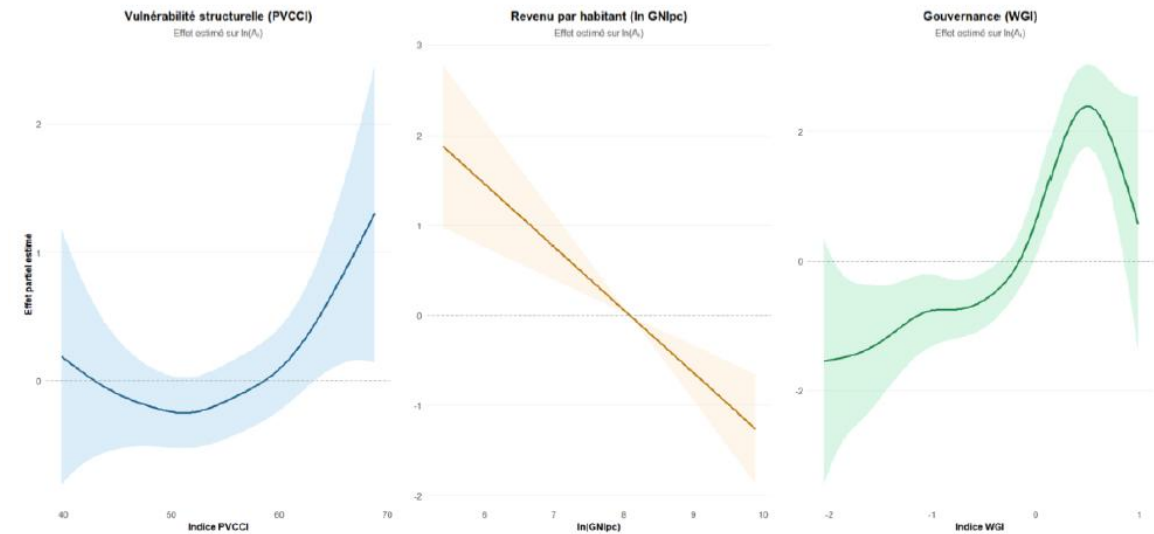 Vulnérabilité structurelle (PVCCI)
Effet estimé sur ln(Aᵢ)
Revenu par habitant (ln GNIpc)
Effet estimé sur ln(Aᵢ)
Gouvernance (WGI)
Effet estimé sur ln(Aᵢ)
Effet partiel estimé
2
1
0
40
50
60
70
Indice PVCCI
3
2
1
0
-1
-2
6
7
8
9
10
ln(GNIpc)
2
0
-2
-2
-1
0
1
Indice WGI